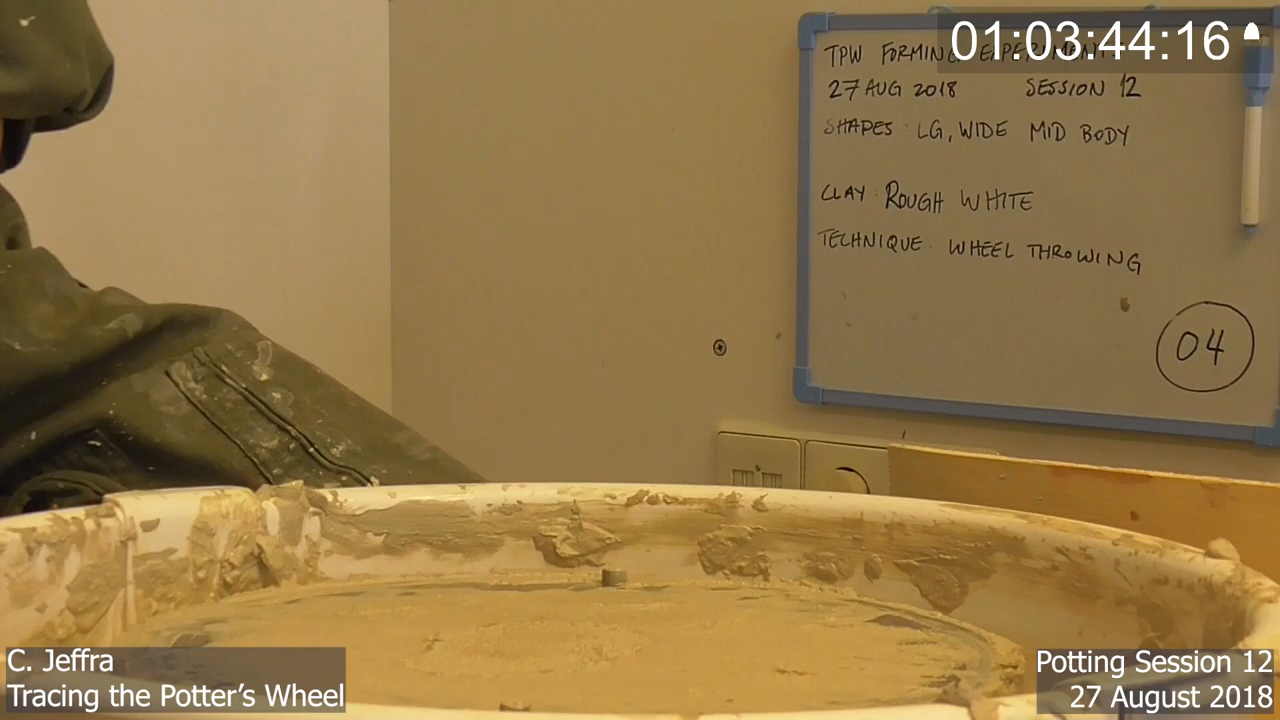 01:03:44:16
TPW FORMING EXPERIMENT
27 AUG 2018 SESSION 12
SHAPES: LG, WIDE MID BODY
CLAY: ROUGH WHITE
TECHNIQUE: WHEEL THROWING
04
C. Jeffra
Tracing the Potter's Wheel
Potting Session 12
27 August 2018